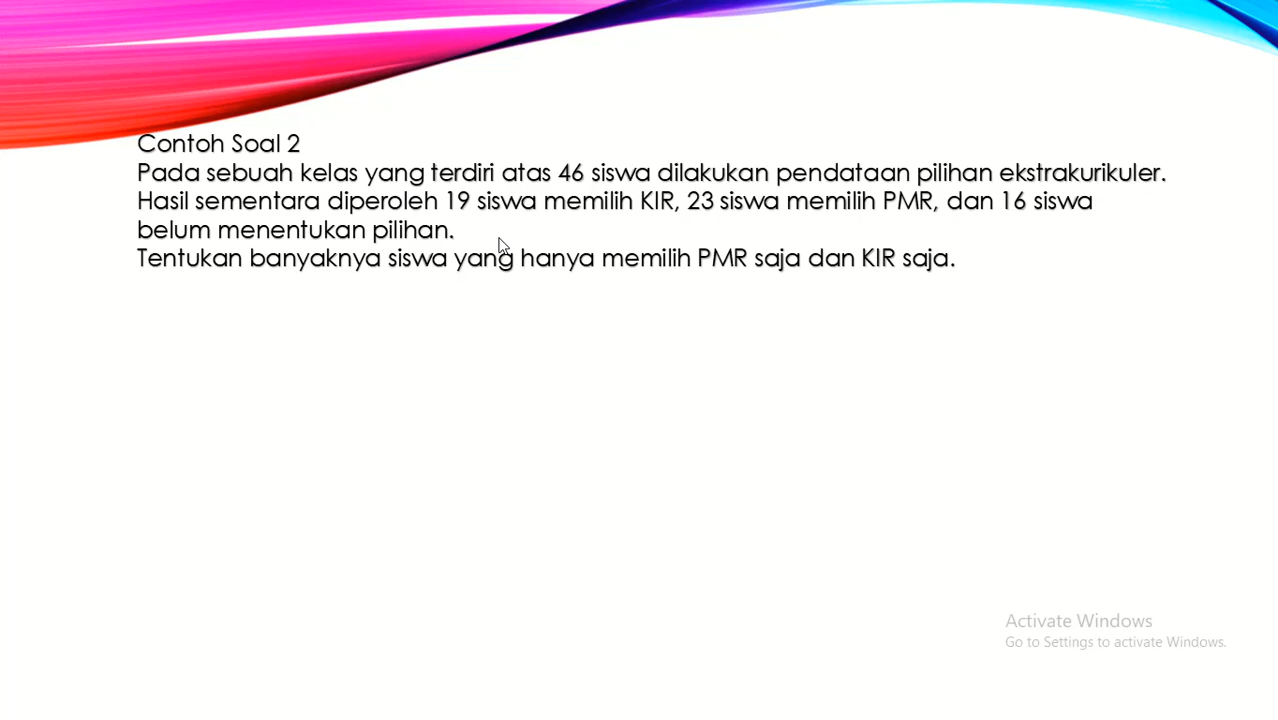 Contoh Soal 2
Pada sebuah kelas yang terdiri atas 46 siswa dilakukan pendataan pilihan ekstrakurikuler.
Hasil sementara diperoleh 19 siswa memilih KIR, 23 siswa memilih PMR, dan 16 siswa
belum menentukan pilihan.
Tentukan banyaknya siswa yang hanya memilih PMR saja dan KIR saja.
Activate Windows
Go to Settings to activate Windows.